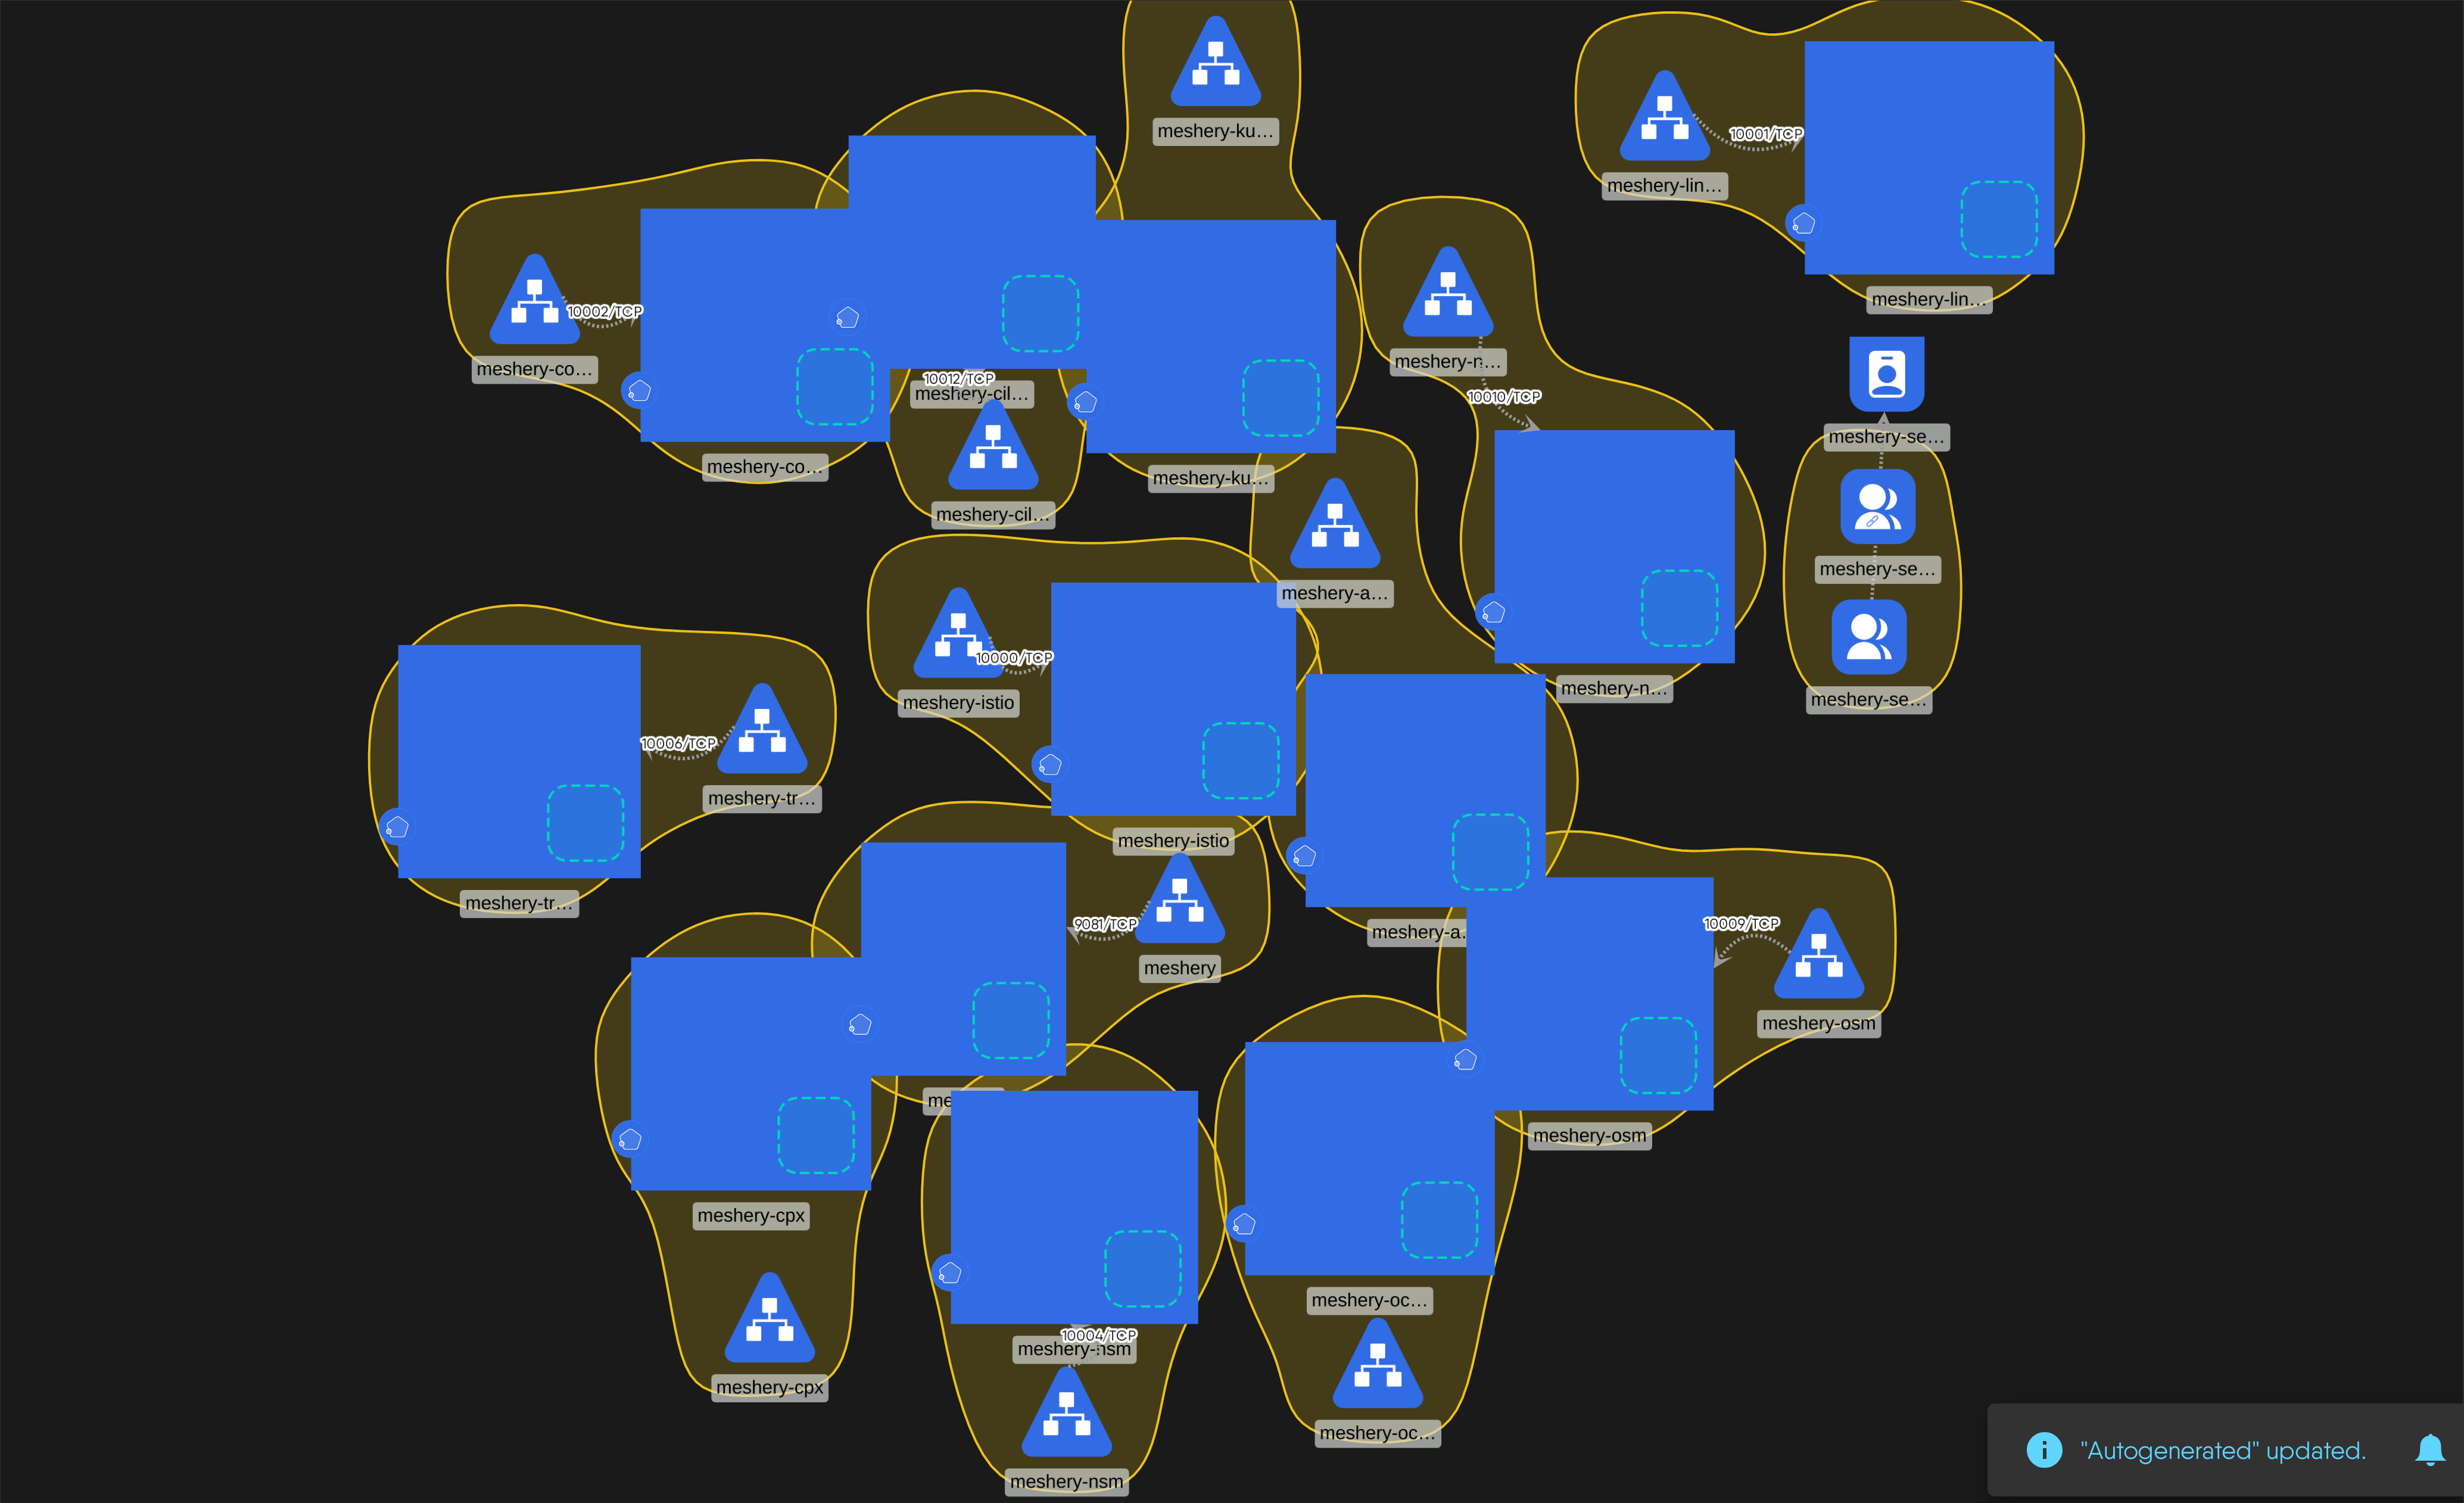 meshery-ku…
10001/TCP
meshery-lin…
meshery-lin…
10002/TCP
meshery-co…
meshery-co…
10012/TCP
meshery-cil…
meshery-cil…
meshery-ku…
meshery-n…
10010/TCP
meshery-n…
meshery-se…
meshery-se…
meshery-se…
meshery-a…
10000/TCP
meshery-istio
meshery-istio
10006/TCP
meshery-tr…
meshery-tr…
9081/TCP
meshery
me
meshery-a.
10009/TCP
meshery-osm
meshery-osm
meshery-cpx
meshery-cpx
10004/TCP
meshery-nsm
meshery-nsm
meshery-oc…
meshery-oc…
"Autogenerated" updated.